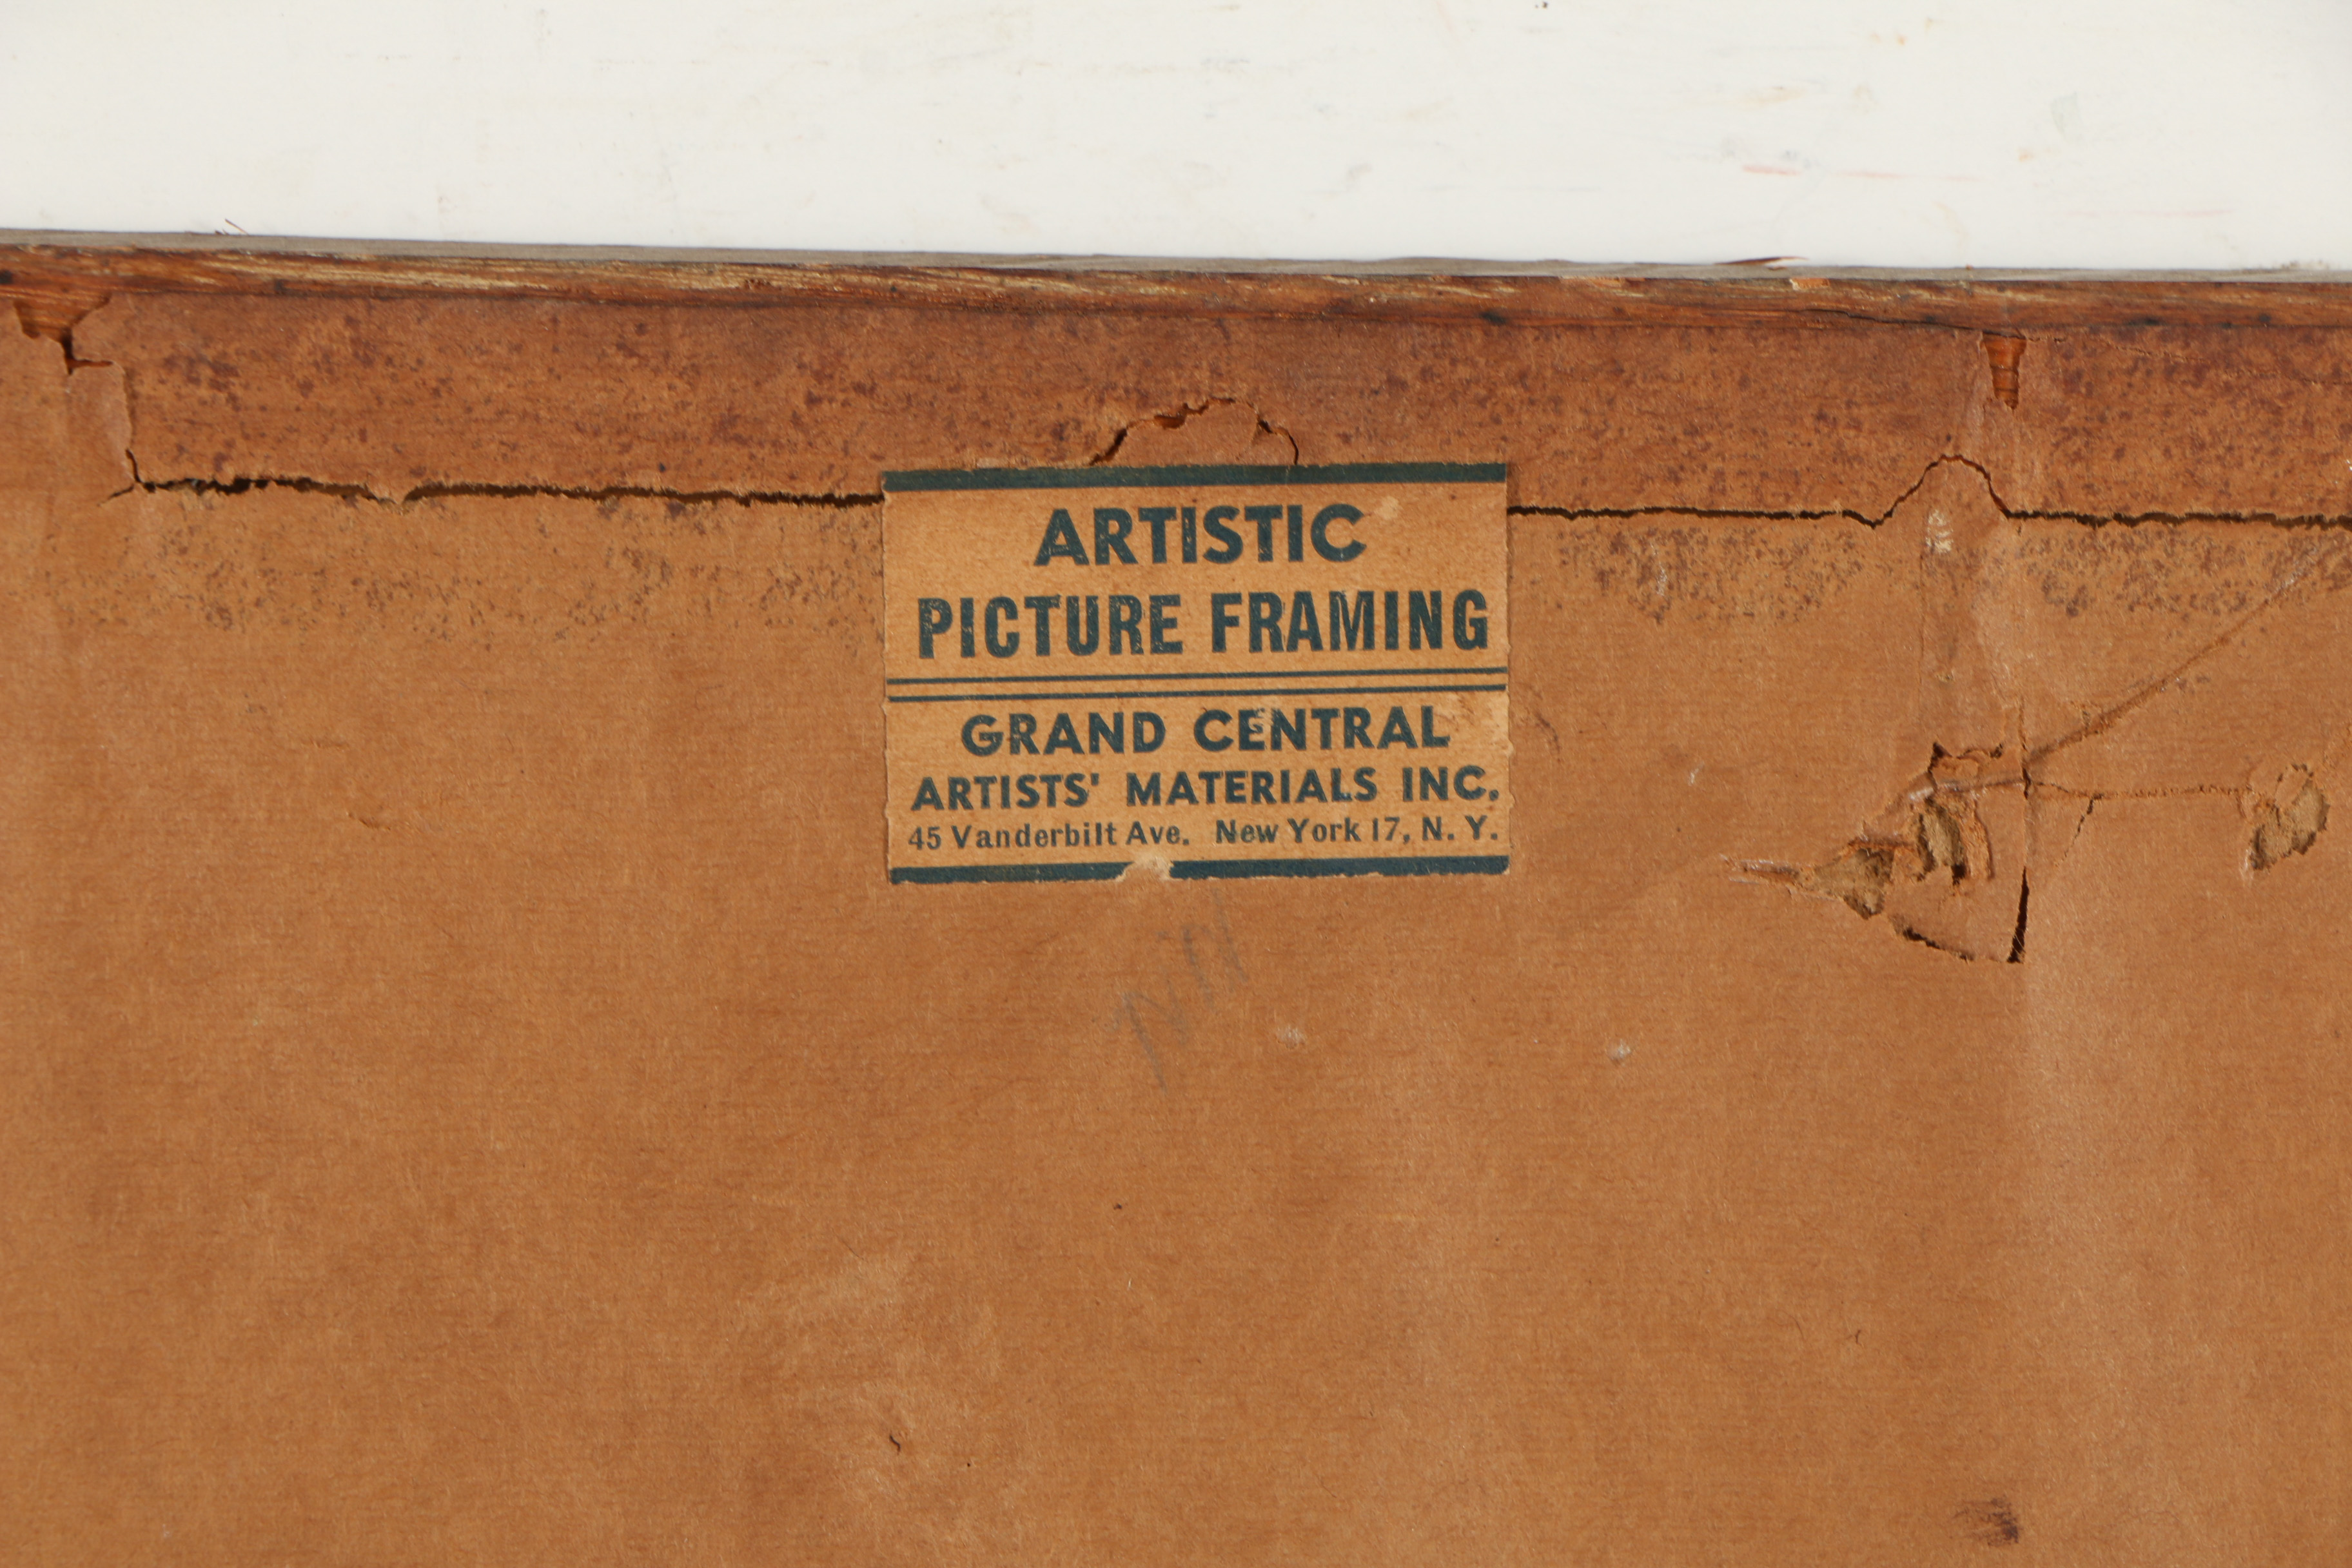 ARTISTIC
PICTURE FRAMING
GRAND CENTRAL
ARTISTS' MATERIALS INC.
45 Vanderbilt Ave. New York 17, N. Y.